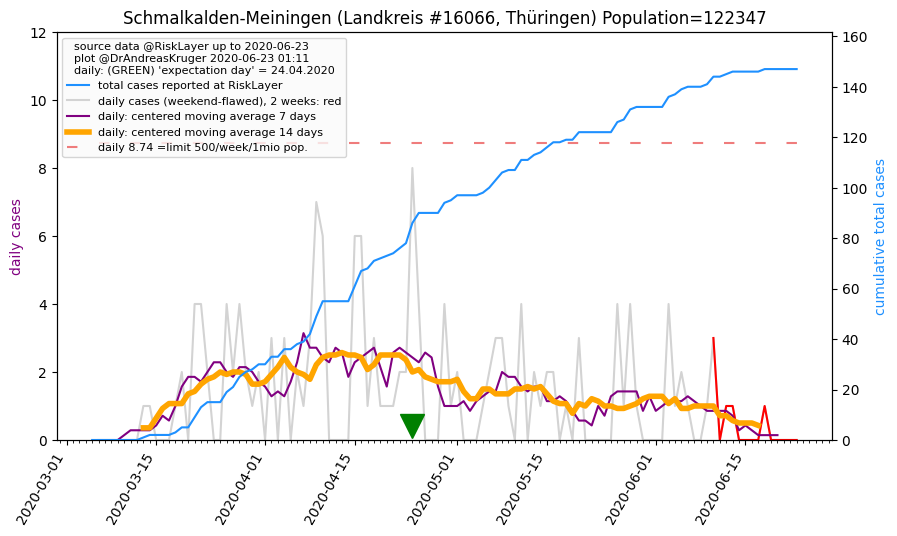 Schmalkalden-Meiningen (Landkreis #16066, Thüringen) Population=122347
source data @RiskLayer up to 2020-06-23
plot @DrAndreasKruger 2020-06-23 01:11
daily: (GREEN) 'expectation day' = 24.04.2020
total cases reported at RiskLayer
daily cases (weekend-flawed), 2 weeks: red
daily: centered moving average 7 days
daily: centered moving average 14 days
daily 8.74 =limit 500/week/1mio pop.
daily cases
12
10
8
6
4
2
0
cumulative total cases
160
140
120
100
80
60
40
20
0
2020-03-01
2020-03-15
2020-04-01
2020-04-15
2020-05-01
2020-05-15
2020-06-01
2020-06-15